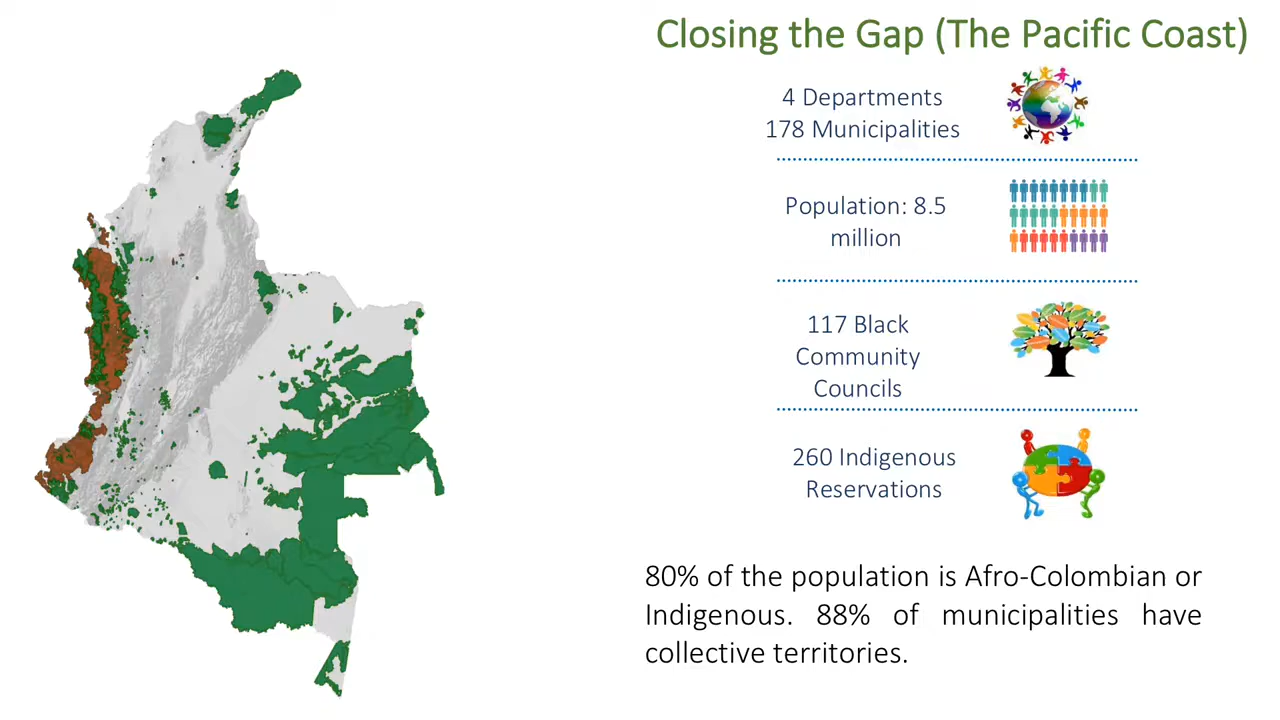 Closing the Gap (The Pacific Coast)
4 Departments
178 Municipalities
Population: 8.5
million
117 Black
Community
Councils
260 Indigenous
Reservations
80% of the population is Afro-Colombian or
Indigenous. 88% of municipalities have
collective territories.